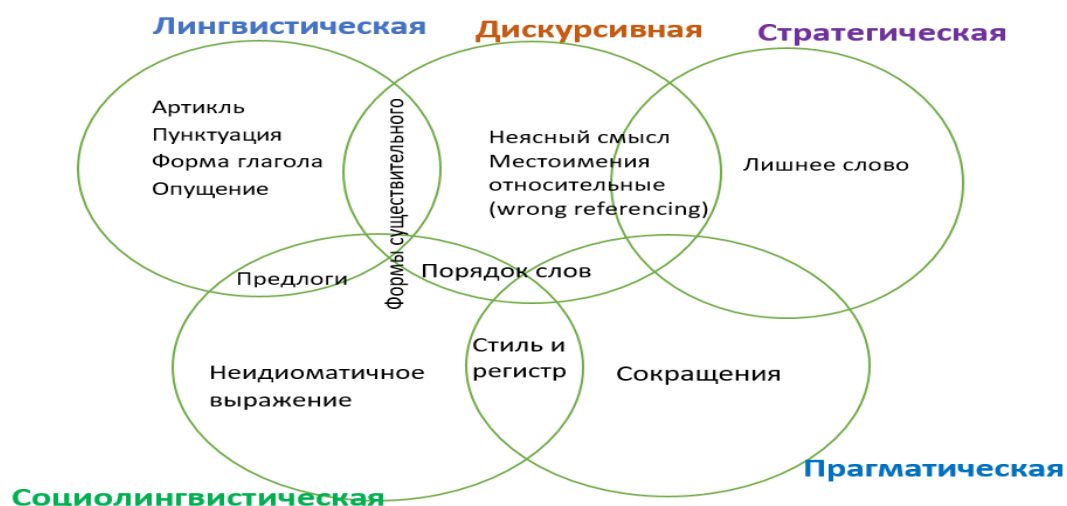 Лингвистическая
Дискурсивная
Стратегическая
Артикль
Пунктуация
Форма глагола
Опущение
Формы существительного
Неясный смысл
Местоимения
относительные
(wrong referencing)
Лишнее слово
Предлоги
Порядок слов
Неидиоматичное
выражение
Стиль и
регистр
Сокращения
Прагматическая
Социолингвистическая